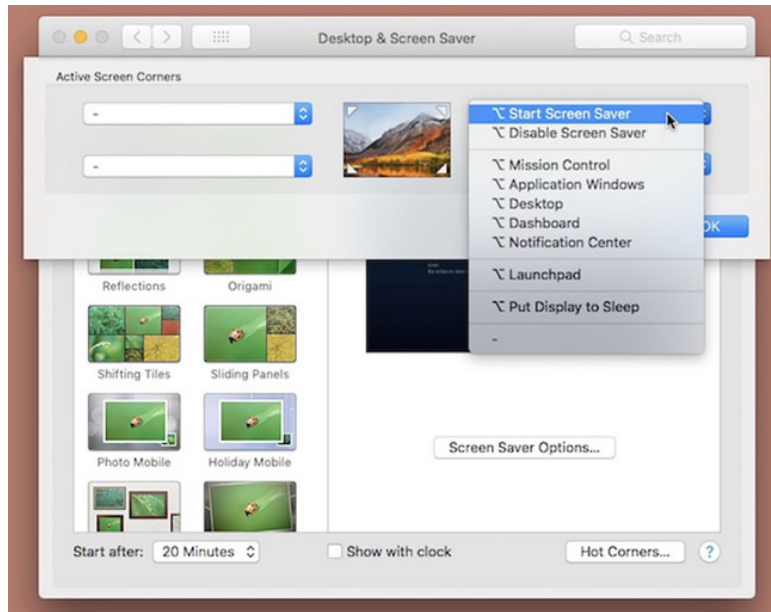 Desktop & Screen Saver
Search
Active Screen Corners
-
-
⌥ Start Screen Saver
⌥ Disable Screen Saver
⌥ Mission Control
⌥ Application Windows
⌥ Desktop
⌥ Dashboard
⌥ Notification Center
⌥ Launchpad
⌥ Put Display to Sleep
-
OK
Reflections
Origami
Shifting Tiles
Sliding Panels
Photo Mobile
Holiday Mobile
Screen Saver Options...
Start after: 20 Minutes
Show with clock
Hot Corners...
?